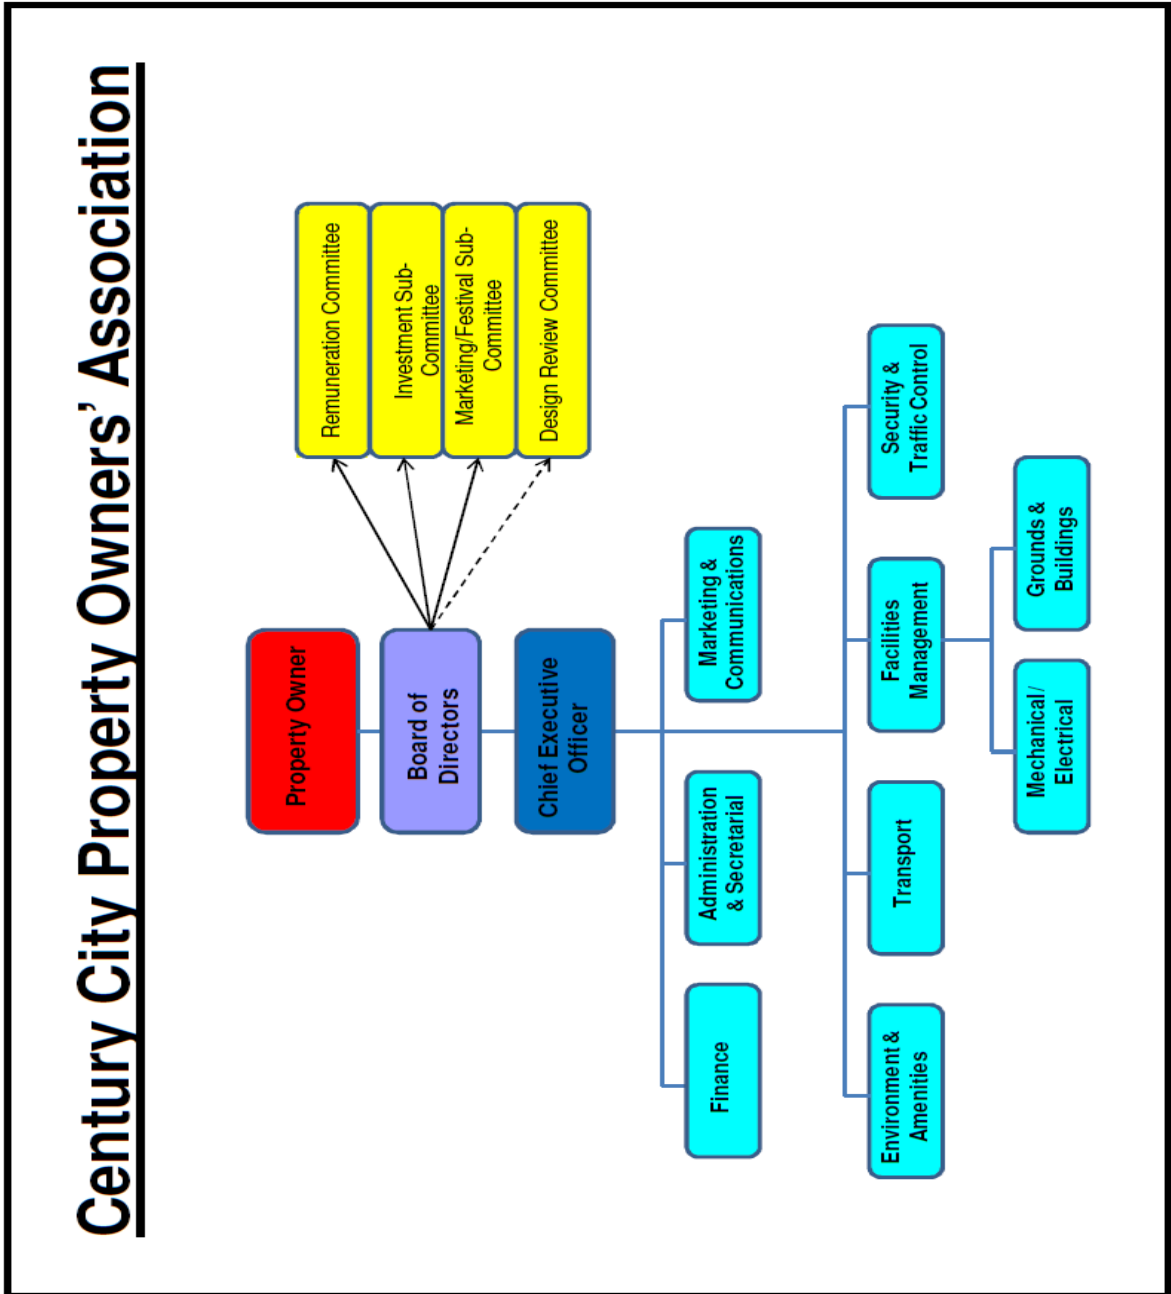 Century City Property Owners’ Association
Property Owner
Board of
Directors
Chief Executive
Officer
Remuneration Committee
Investment Sub-
Committee
Marketing/Festival Sub-
Committee
Design Review Committee
Finance
Administration
& Secretarial
Marketing &
Communications
Environment &
Amenities
Transport
Facilities
Management
Security &
Traffic Control
Mechanical/
Electrical
Grounds &
Buildings